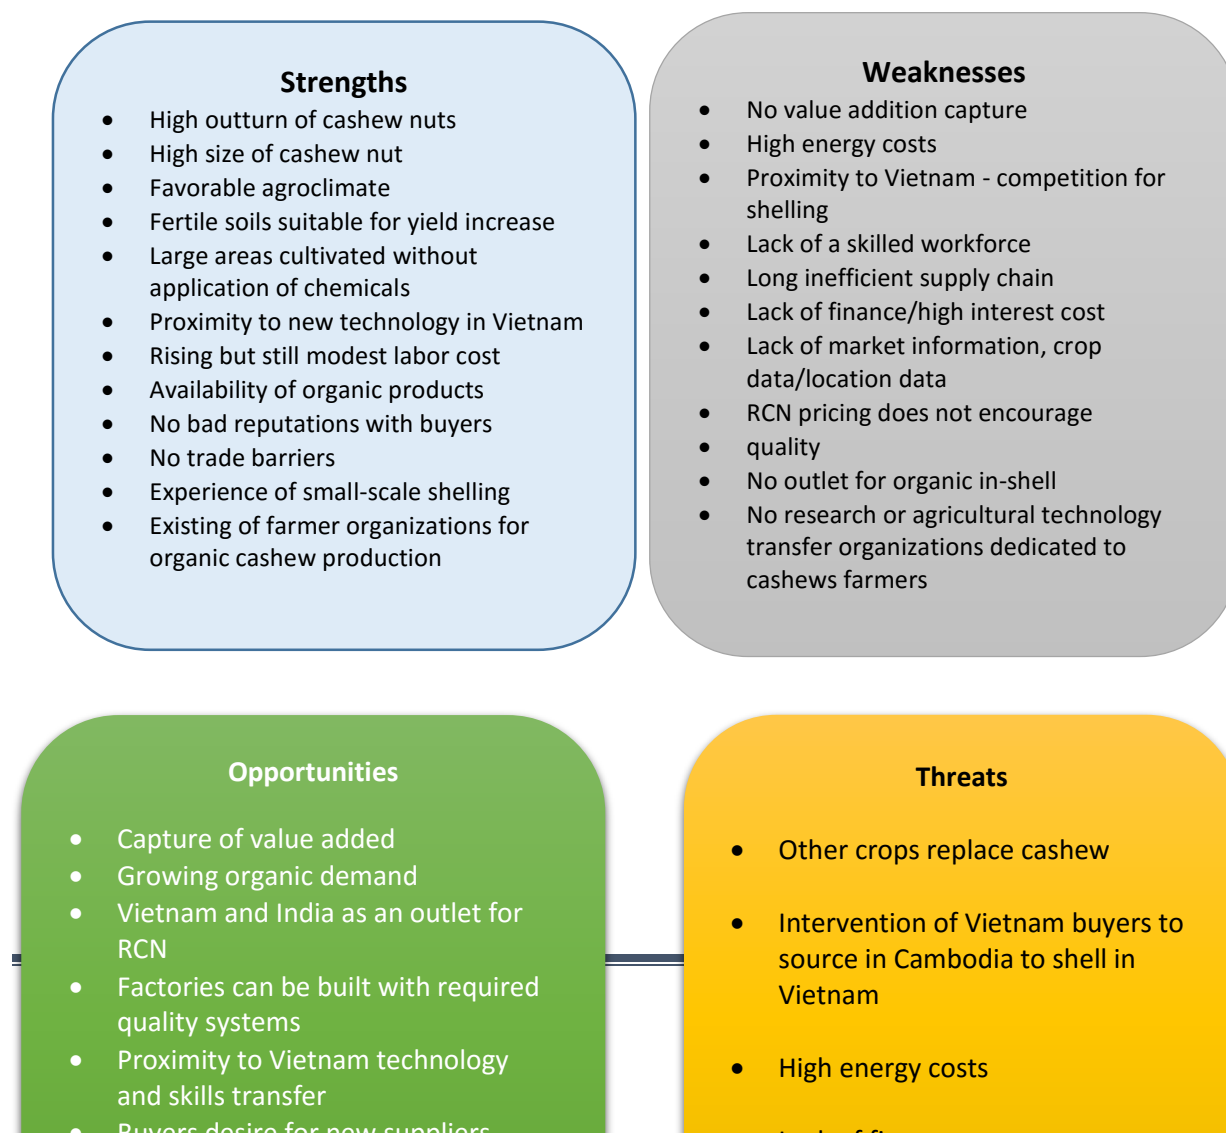 Strengths
• High outturn of cashew nuts
• High size of cashew nut
• Favorable agroclimate
• Fertile soils suitable for yield increase
• Large areas cultivated without
application of chemicals
• Proximity to new technology in Vietnam
• Rising but still modest labor cost
• Availability of organic products
• No bad reputations with buyers
• No trade barriers
• Experience of small-scale shelling
• Existing of farmer organizations for
organic cashew production
Weaknesses
• No value addition capture
• High energy costs
• Proximity to Vietnam - competition for
shelling
• Lack of a skilled workforce
• Long inefficient supply chain
• Lack of finance/high interest cost
• Lack of market information, crop
data/location data
• RCN pricing does not encourage
• quality
• No outlet for organic in-shell
• No research or agricultural technology
transfer organizations dedicated to
cashews farmers
Opportunities
• Capture of value added
• Growing organic demand
• Vietnam and India as an outlet for
RCN
• Factories can be built with required
quality systems
• Proximity to Vietnam technology
and skills transfer
• Buyers desire for new suppliers
Threats
• Other crops replace cashew
• Intervention of Vietnam buyers to
source in Cambodia to shell in
Vietnam
• High energy costs